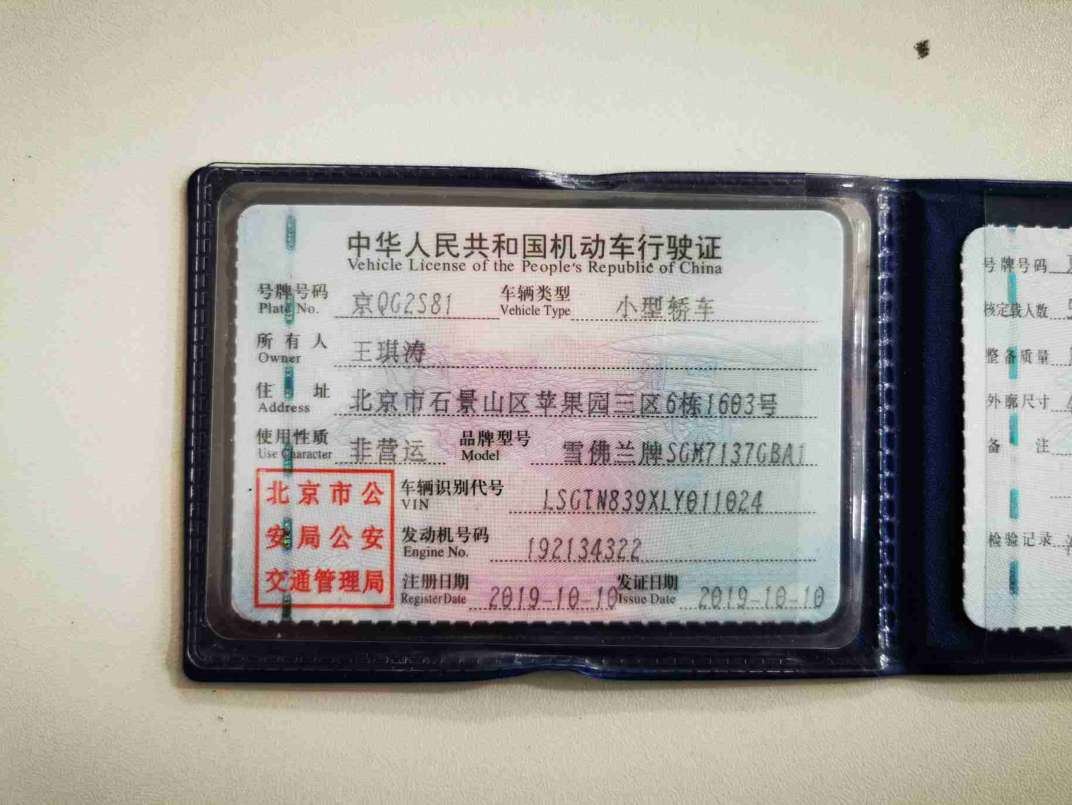 中华人民共和国机动车行驶证
Vehicle License of the People's Republic of China
号牌号码 京QG2S81 车辆类型 小型轿车
Plate No. Vehicle Type
所有人 王琪涛
Owner
住址 北京市石景山区苹果园三区6栋1603号
Address
使用性质 非营运 品牌型号 雪佛兰牌SGM7137GBA1
Use Character Model
北京市公
安局公安
交通管理局
车辆识别代号 LSGTN839XLY011024
VIN
发动机号码 192134322
Engine No.
注册日期 2019-10-10 发证日期 2019-10-10
Register Date Issue Date
号牌号码
核定载人数
整备质量
外廓尺寸
备注
检验记录